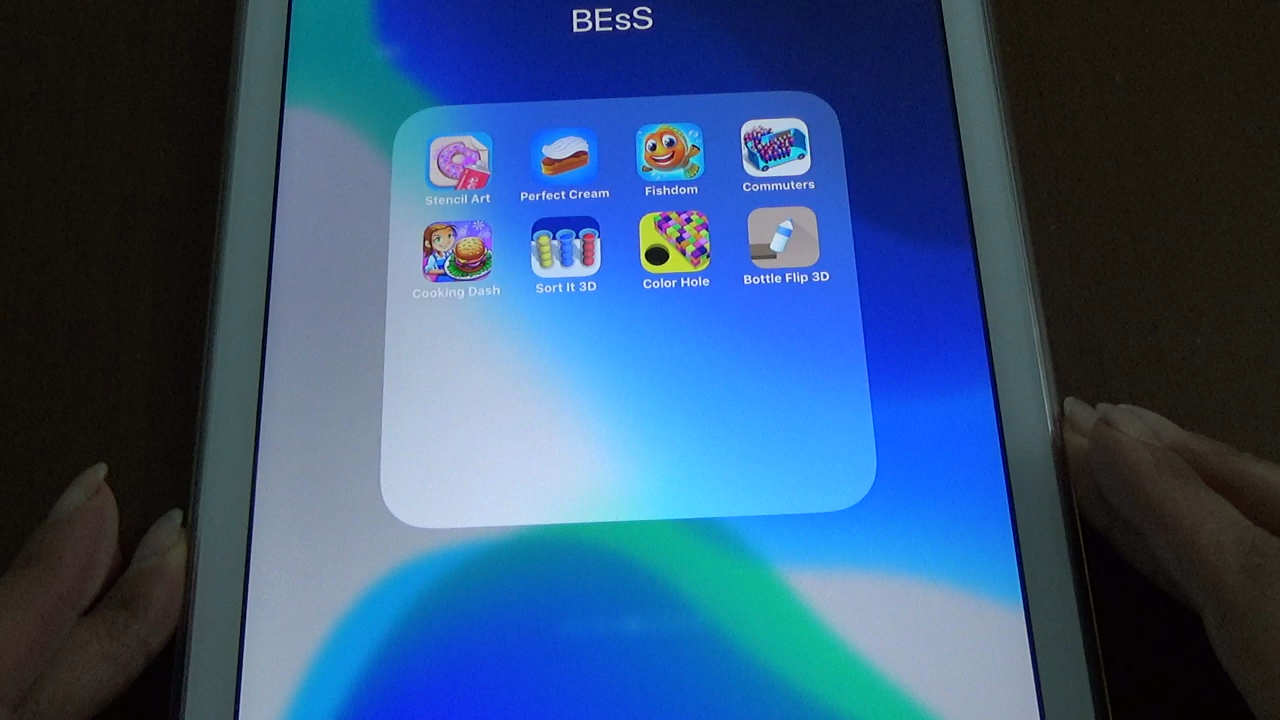 BEsS
Stencil Art
Perfect Cream
Fishdom
Commuters
Cooking Dash
Sort It 3D
Color Hole
Bottle Flip 3D